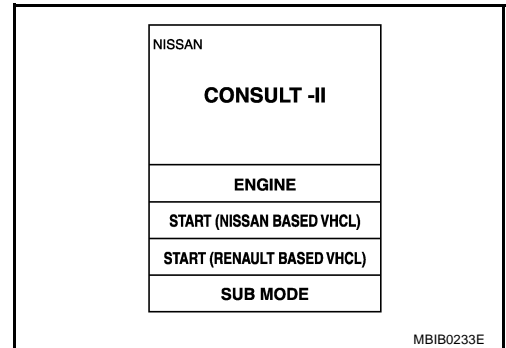 NISSAN
CONSULT -II
ENGINE
START (NISSAN BASED VHCL)
START (RENAULT BASED VHCL)
SUB MODE
MBIB0233E